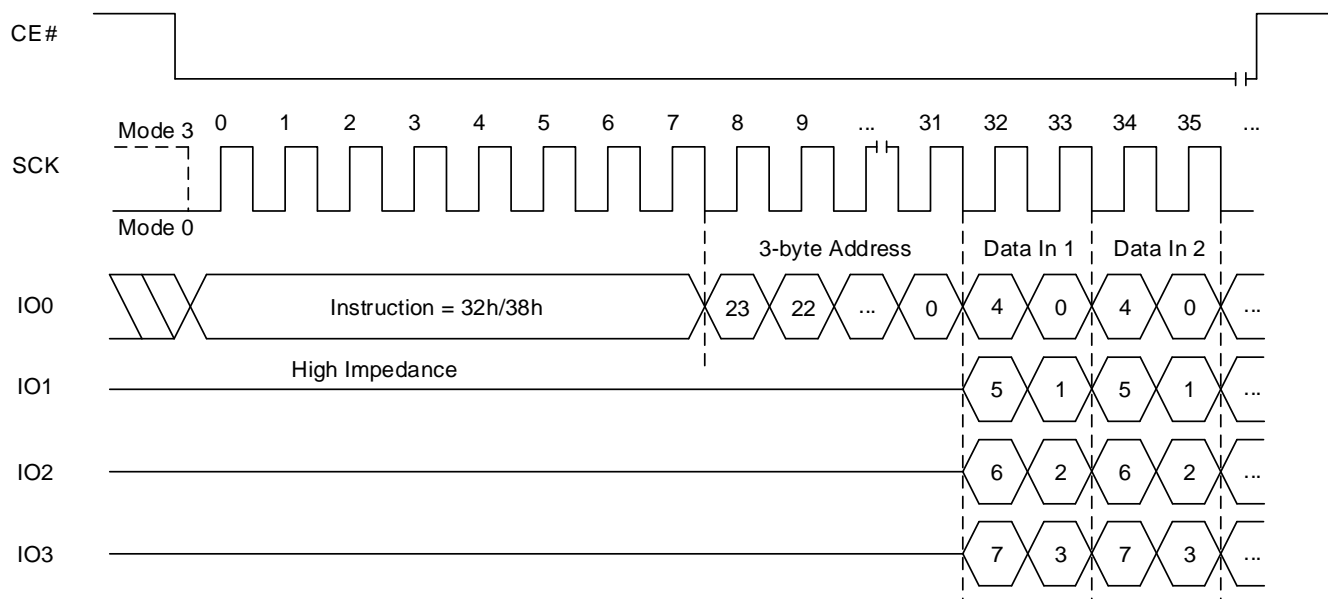 CE#
Mode 3 0 1 2 3 4 5 6 7 8 9 ... 31 32 33 34 35 ...
SCK
Mode 0
3-byte Address Data In 1 Data In 2
IO0 Instruction = 32h/38h 23 22 ... 0 4 0 4 0 ...
High Impedance
IO1 5 1 5 1 ...
IO2 6 2 6 2 ...
IO3 7 3 7 3 ...